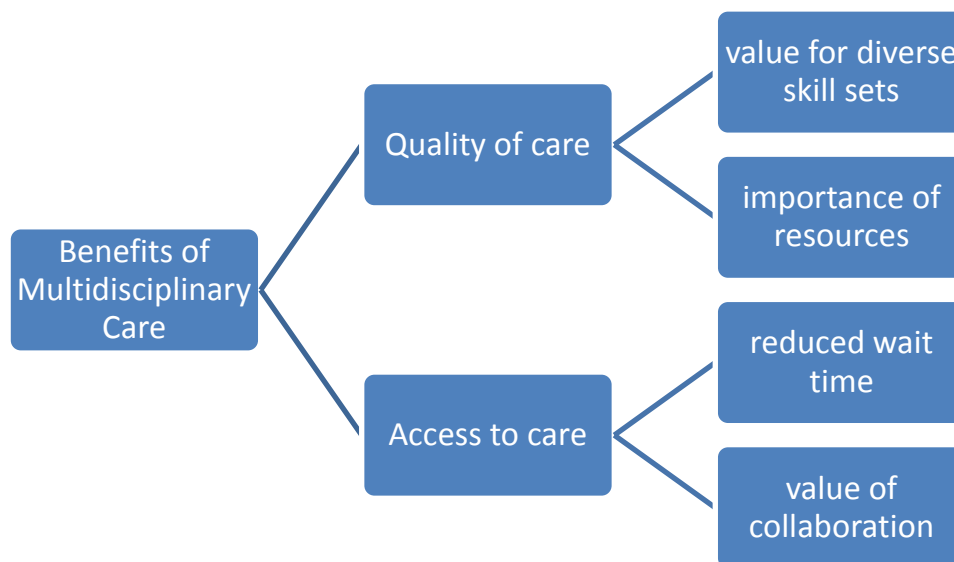 Benefits of
Multidisciplinary
Care
Quality of care
value for diverse
skill sets
importance of
resources
Access to care
reduced wait
time
value of
collaboration